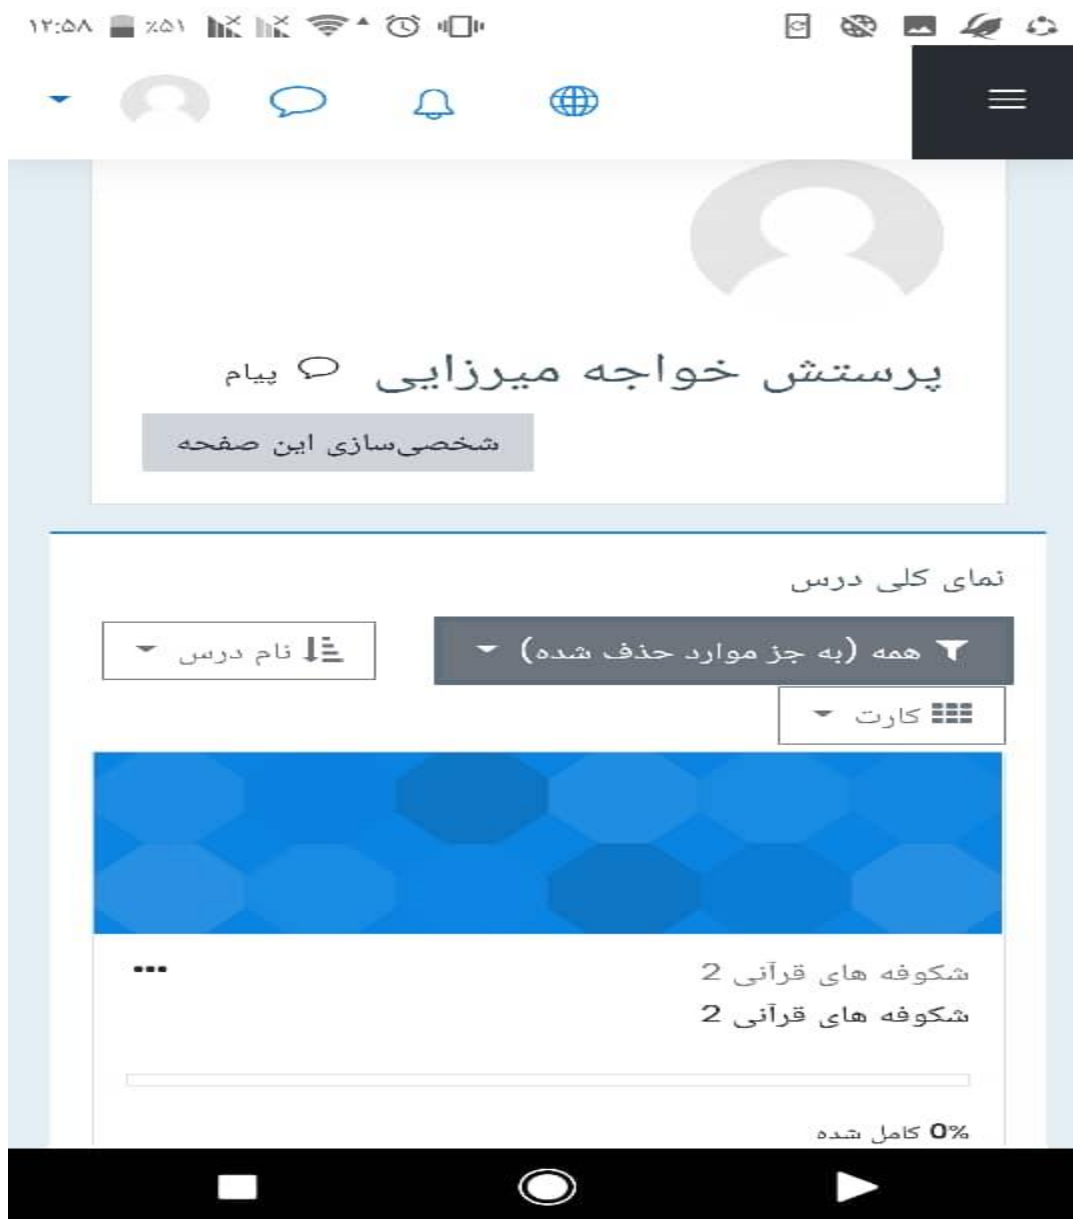 ۱۲:۵۸ ٪۵۱
پرستش خواجه میرزایی پیام
شخصی‌سازی این صفحه
نمای کلی درس
همه (به جز موارد حذف شده) نام درس
کارت
شکوفه های قرآنی 2
شکوفه های قرآنی 2
0% کامل شده